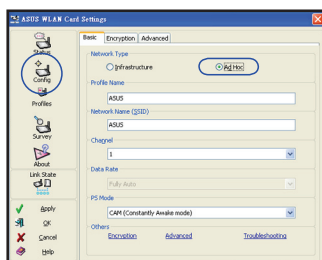 ASUS WLAN Card Settings
Status
Config
Profiles
Survey
About
Link State
Apply
OK
Cancel
Help
Basic Encryption Advanced
Network Type
Infrastructure Ad Hoc
Profile Name
ASUS
Network Name (SSID)
ASUS
Channel
1
Data Rate
Fully Auto
PS Mode
CAM (Constantly Awake mode)
Others
Encryption Advanced Troubleshooting